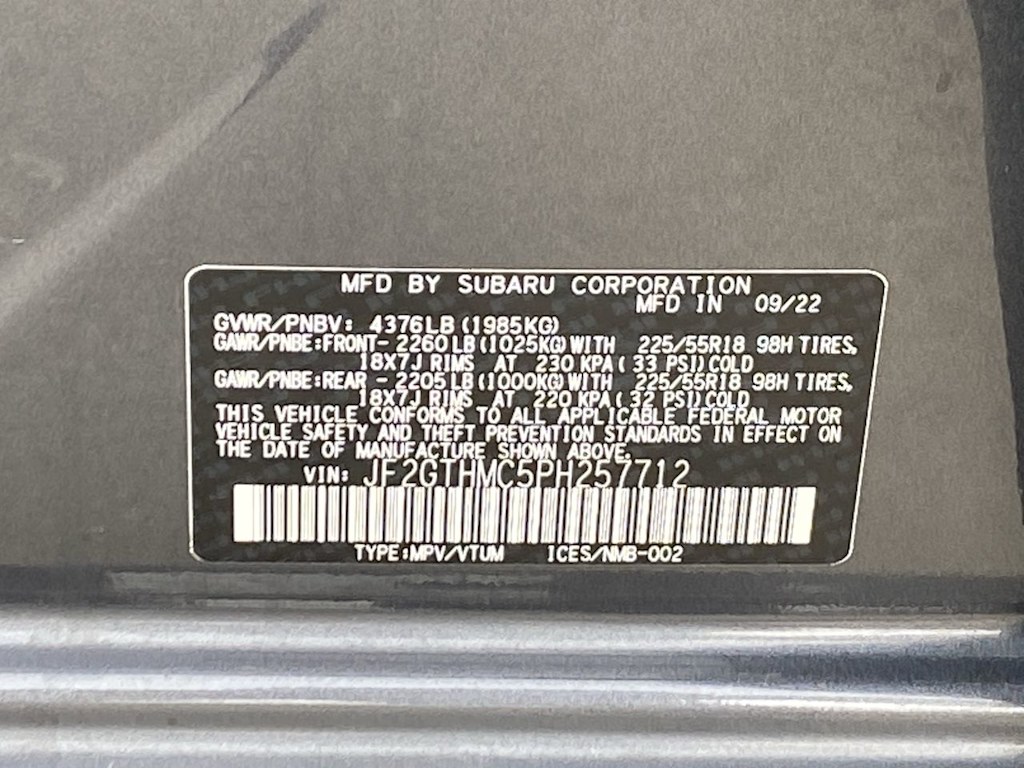 MFD BY SUBARU CORPORATION
MFD IN 09/22
GVWR/PNBV: 4376LB(1985KG)
GAWR/PNBE:FRONT- 2260LB(1025KG)WITH 225/55R18 98H TIRES,
18X7J RIMS AT 230 KPA( 33 PSI)COLD
GAWR/PNBE:REAR - 2205LB(1000KG)WITH 225/55R18 98H TIRES,
18X7J RIMS AT 220 KPA( 32 PSI)COLD
THIS VEHICLE CONFORMS TO ALL APPLICABLE FEDERAL MOTOR
VEHICLE SAFETY AND THEFT PREVENTION STANDARDS IN EFFECT ON
THE DATE OF MANUFACTURE SHOWN ABOVE.
VIN: JF2GTHMC5PH257712
TYPE:MPV/VTUM ICES/NMB-002